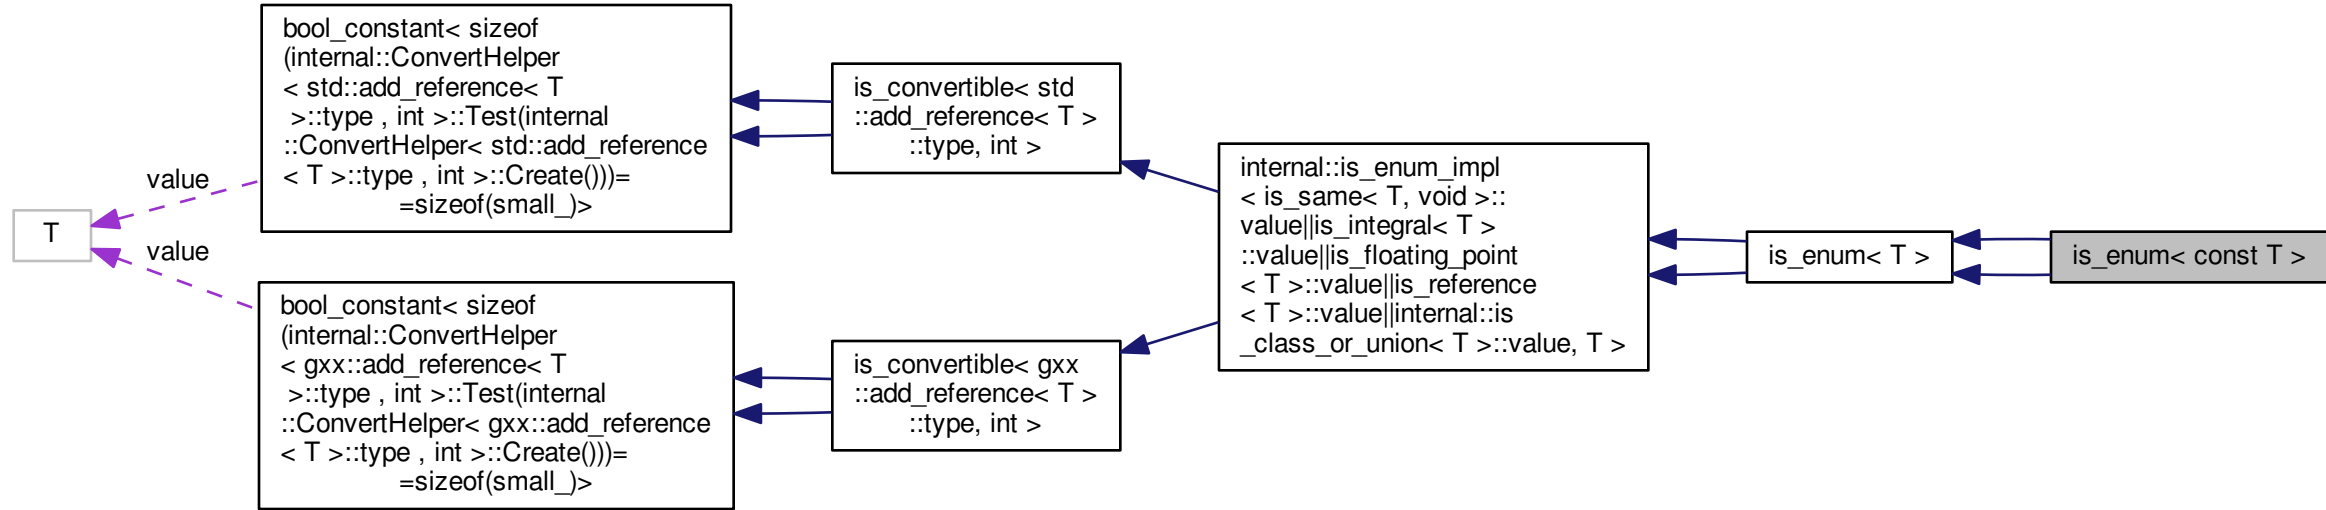 T
value
value
bool_constant< sizeof
(internal::ConvertHelper
< std::add_reference< T
>::type , int >::Test(internal
::ConvertHelper< std::add_reference
< T >::type , int >::Create()))=
=sizeof(small_)>
bool_constant< sizeof
(internal::ConvertHelper
< gxx::add_reference< T
>::type , int >::Test(internal
::ConvertHelper< gxx::add_reference
< T >::type , int >::Create()))=
=sizeof(small_)>
is_convertible< std
::add_reference< T >
::type, int >
is_convertible< gxx
::add_reference< T >
::type, int >
internal::is_enum_impl
< is_same< T, void >::
value||is_integral< T >
::value||is_floating_point
< T >::value||is_reference
< T >::value||internal::is
_class_or_union< T >::value, T >
is_enum< T >
is_enum< const T >